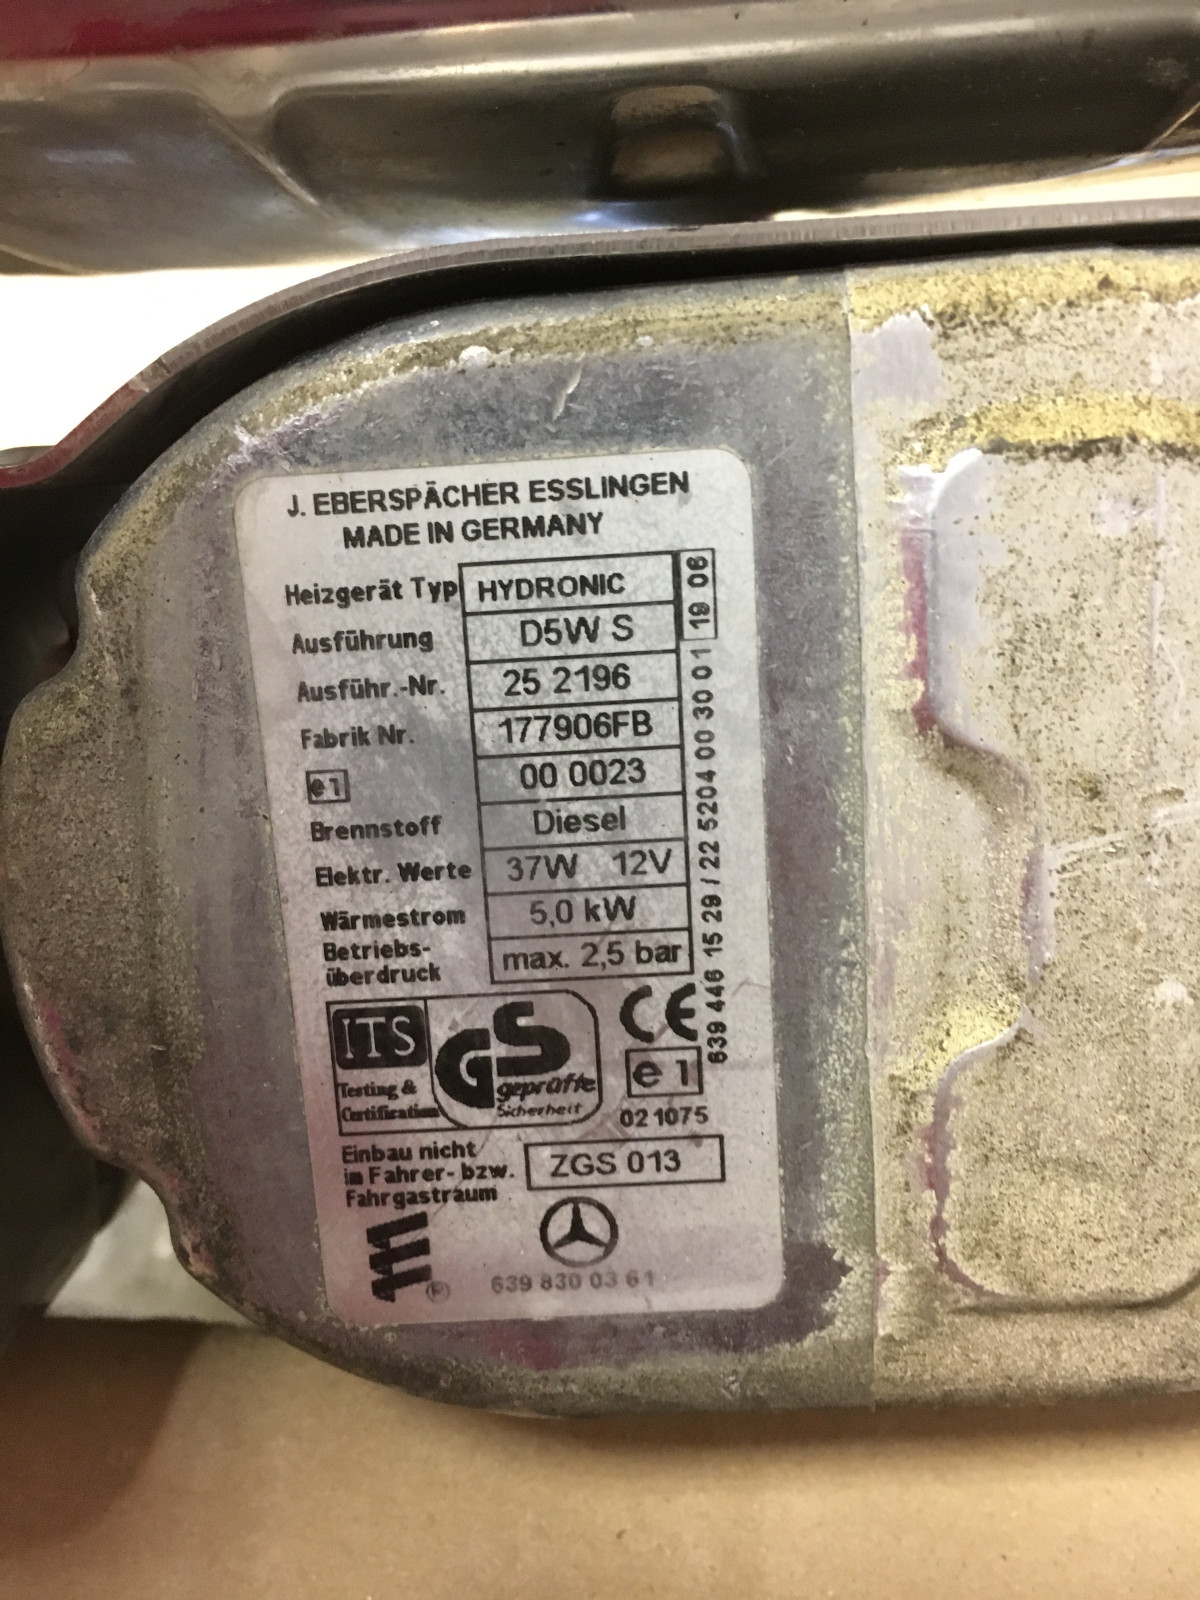 J. EBERSPÄCHER ESSLINGEN
MADE IN GERMANY
Heizgerät Typ HYDRONIC
Ausführung D5W S
Ausführ.-Nr. 25 2196
Fabrik Nr. 177906FB
e1 00 0023
Brennstoff Diesel
Elektr. Werte 37W 12V
Wärmestrom 5,0 kW
Betriebs-
überdruck max. 2,5 bar
639 446 15 29 / 22 5204 00 30 01 19 06
ITS
Testing &
Certification
GS
geprüfte
Sicherheit
CE
e1
021075
Einbau nicht
im Fahrer- bzw.
Fahrgastraum
ZGS 013
®
639 830 03 61